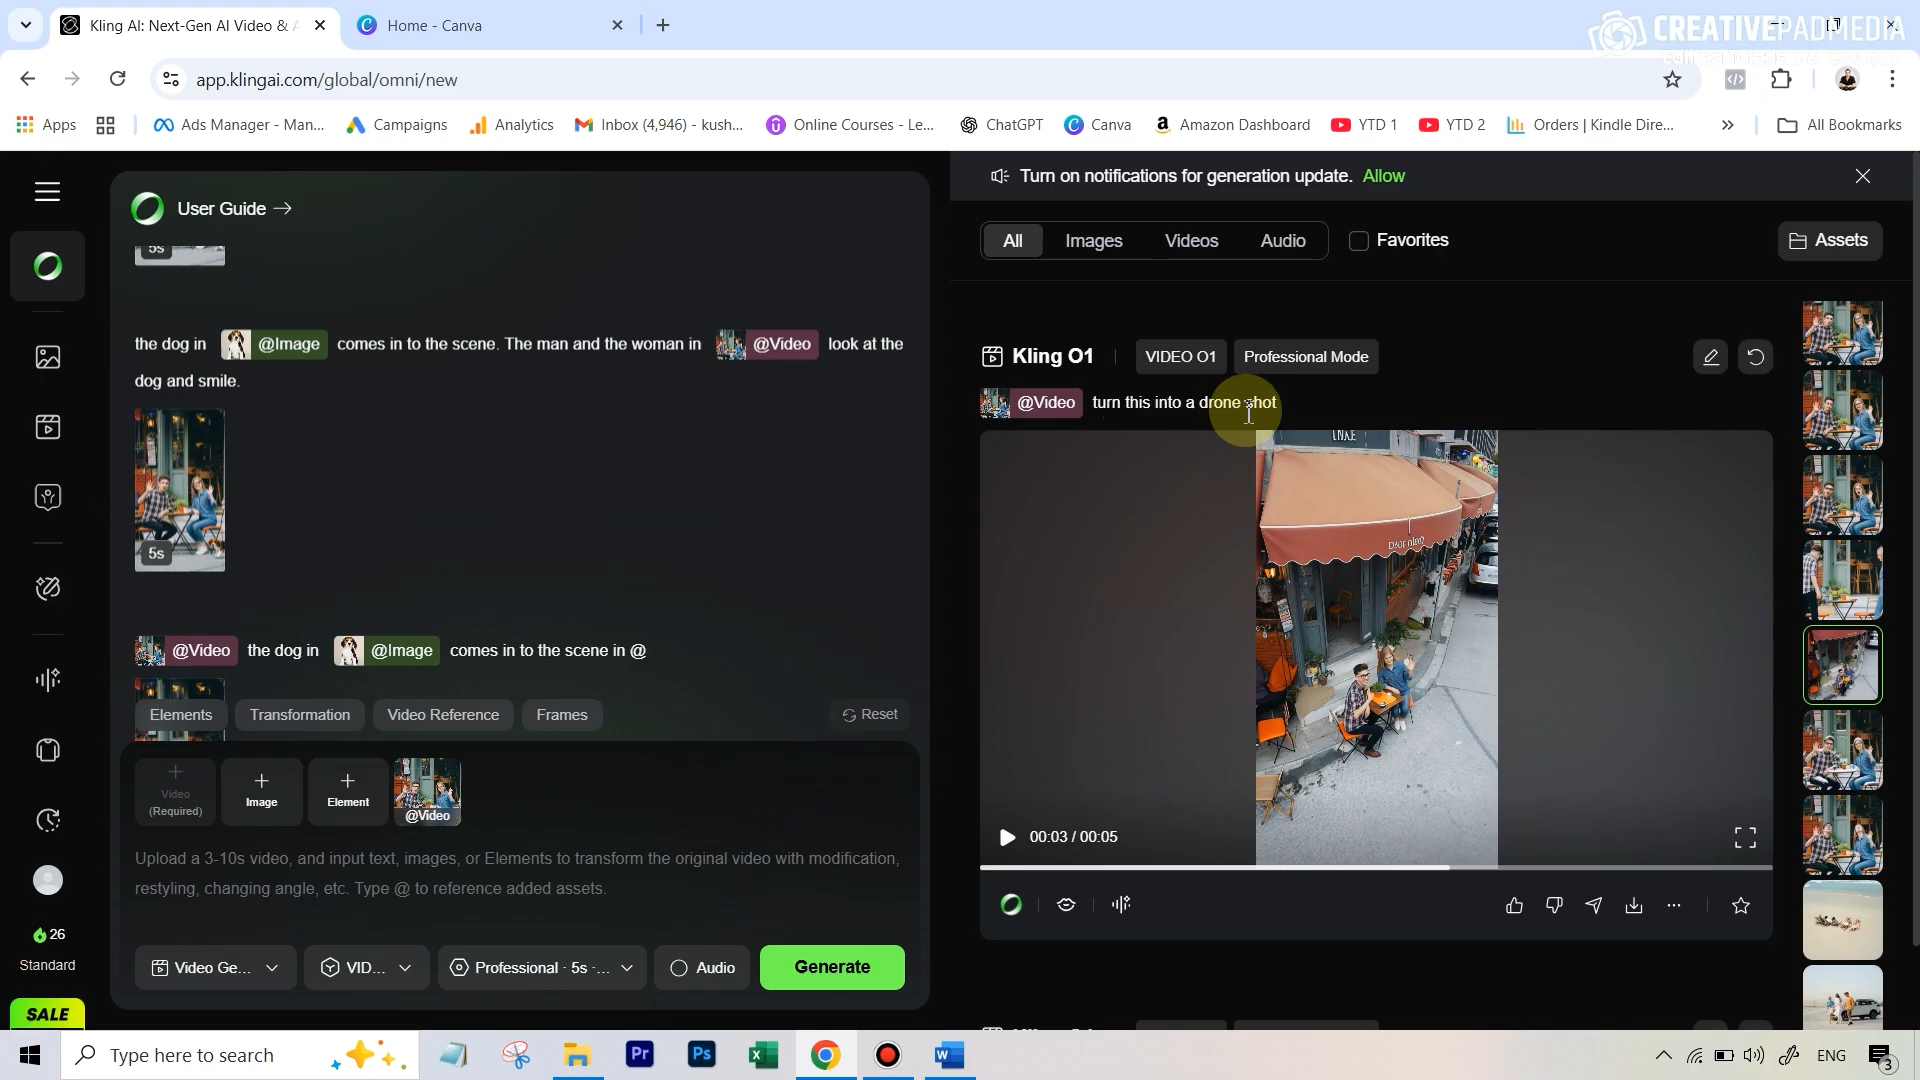 Kling AI: Next-Gen AI Video &
Home - Canva
CREATIVEPADMEDIA
app.klingai.com/global/omni/new
Apps
Ads Manager - Man...
Campaigns
Analytics
Inbox (4,946) - kush...
Online Courses - Le...
ChatGPT
Canva
Amazon Dashboard
YTD 1
YTD 2
Orders | Kindle Dire...
All Bookmarks
User Guide
5s
the dog in @Image comes in to the scene. The man and the woman in @Video look at the
dog and smile.
5s
@Video the dog in @Image comes in to the scene in @
Elements
Transformation
Video Reference
Frames
Reset
Video
(Required)
Image
Element
@Video
Upload a 3-10s video, and input text, images, or Elements to transform the original video with modification,
restyling, changing angle, etc. Type @ to reference added assets.
Video Ge...
VID...
Professional · 5s ·...
Audio
Generate
26
Standard
SALE
Turn on notifications for generation update. Allow
All
Images
Videos
Audio
Favorites
Assets
Kling O1
VIDEO O1
Professional Mode
@Video turn this into a drone shot
00:03 / 00:05
Type here to search
Pr
Ps
ENG
3